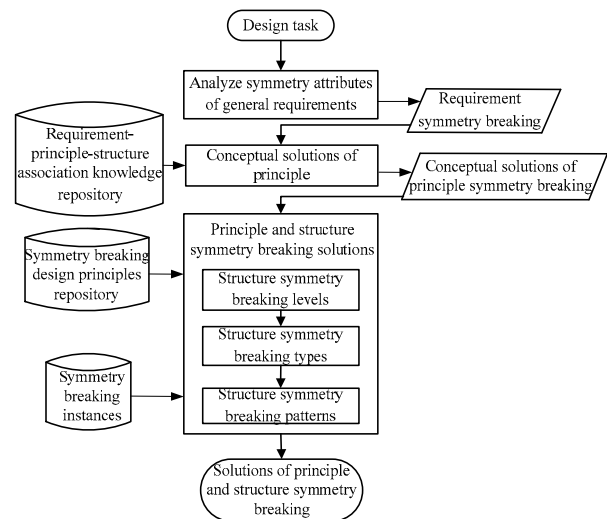 Design task
Analyze symmetry attributes
of general requirements
Requirement
symmetry breaking
Requirement-
principle-structure
association knowledge
repository
Conceptual solutions of
principle
Conceptual solutions of
principle symmetry breaking
Principle and structure
symmetry breaking solutions
Symmetry breaking
design principles
repository
Structure symmetry
breaking levels
Structure symmetry
breaking types
Symmetry
breaking
instances
Structure symmetry
breaking patterns
Solutions of principle
and structure symmetry
breaking